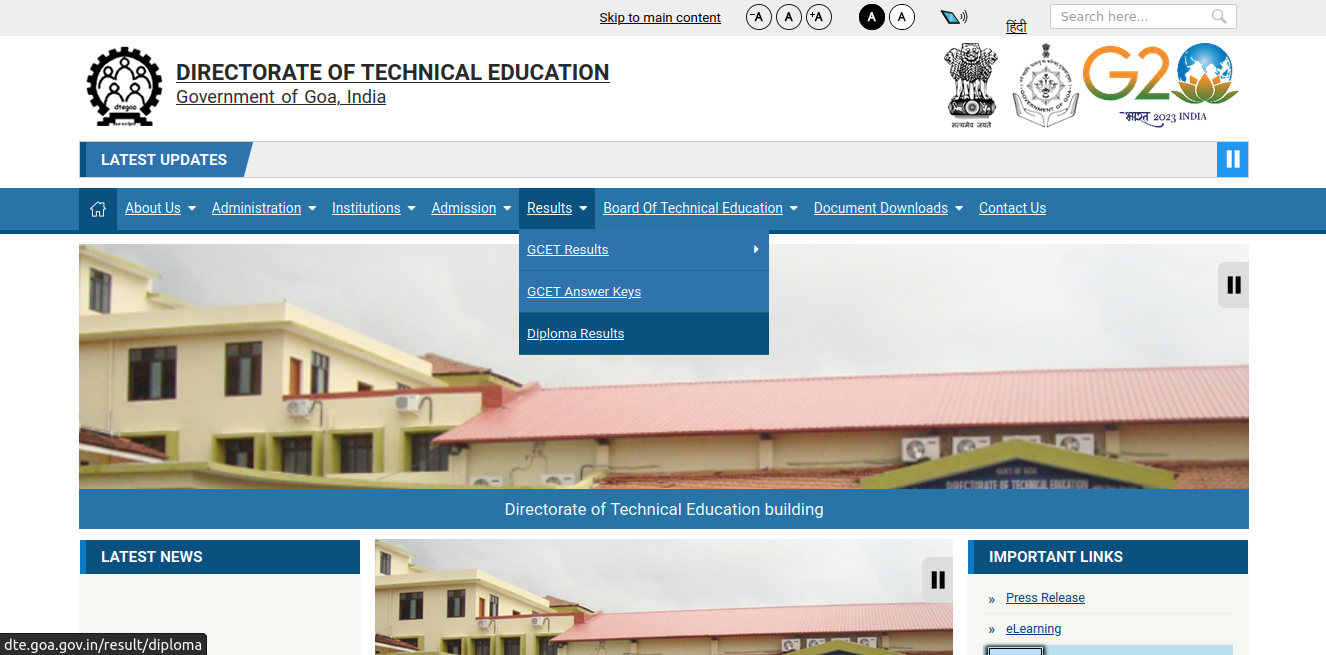 Skip to main content
-A A +A
A A
हिंदी
Search here...
dtegoa
DIRECTORATE OF TECHNICAL EDUCATION
Government of Goa, India
सत्यमेव जयते
GOVERNMENT OF GOA
G20
भारत 2023 INDIA
LATEST UPDATES
About Us Administration Institutions Admission Results Board Of Technical Education Document Downloads Contact Us
GCET Results
GCET Answer Keys
Diploma Results
GOVT OF GOA
DIRECTORATE OF TECHNICAL EDUCATION
Directorate of Technical Education building
LATEST NEWS
IMPORTANT LINKS
» Press Release
» eLearning
dte.goa.gov.in/result/diploma